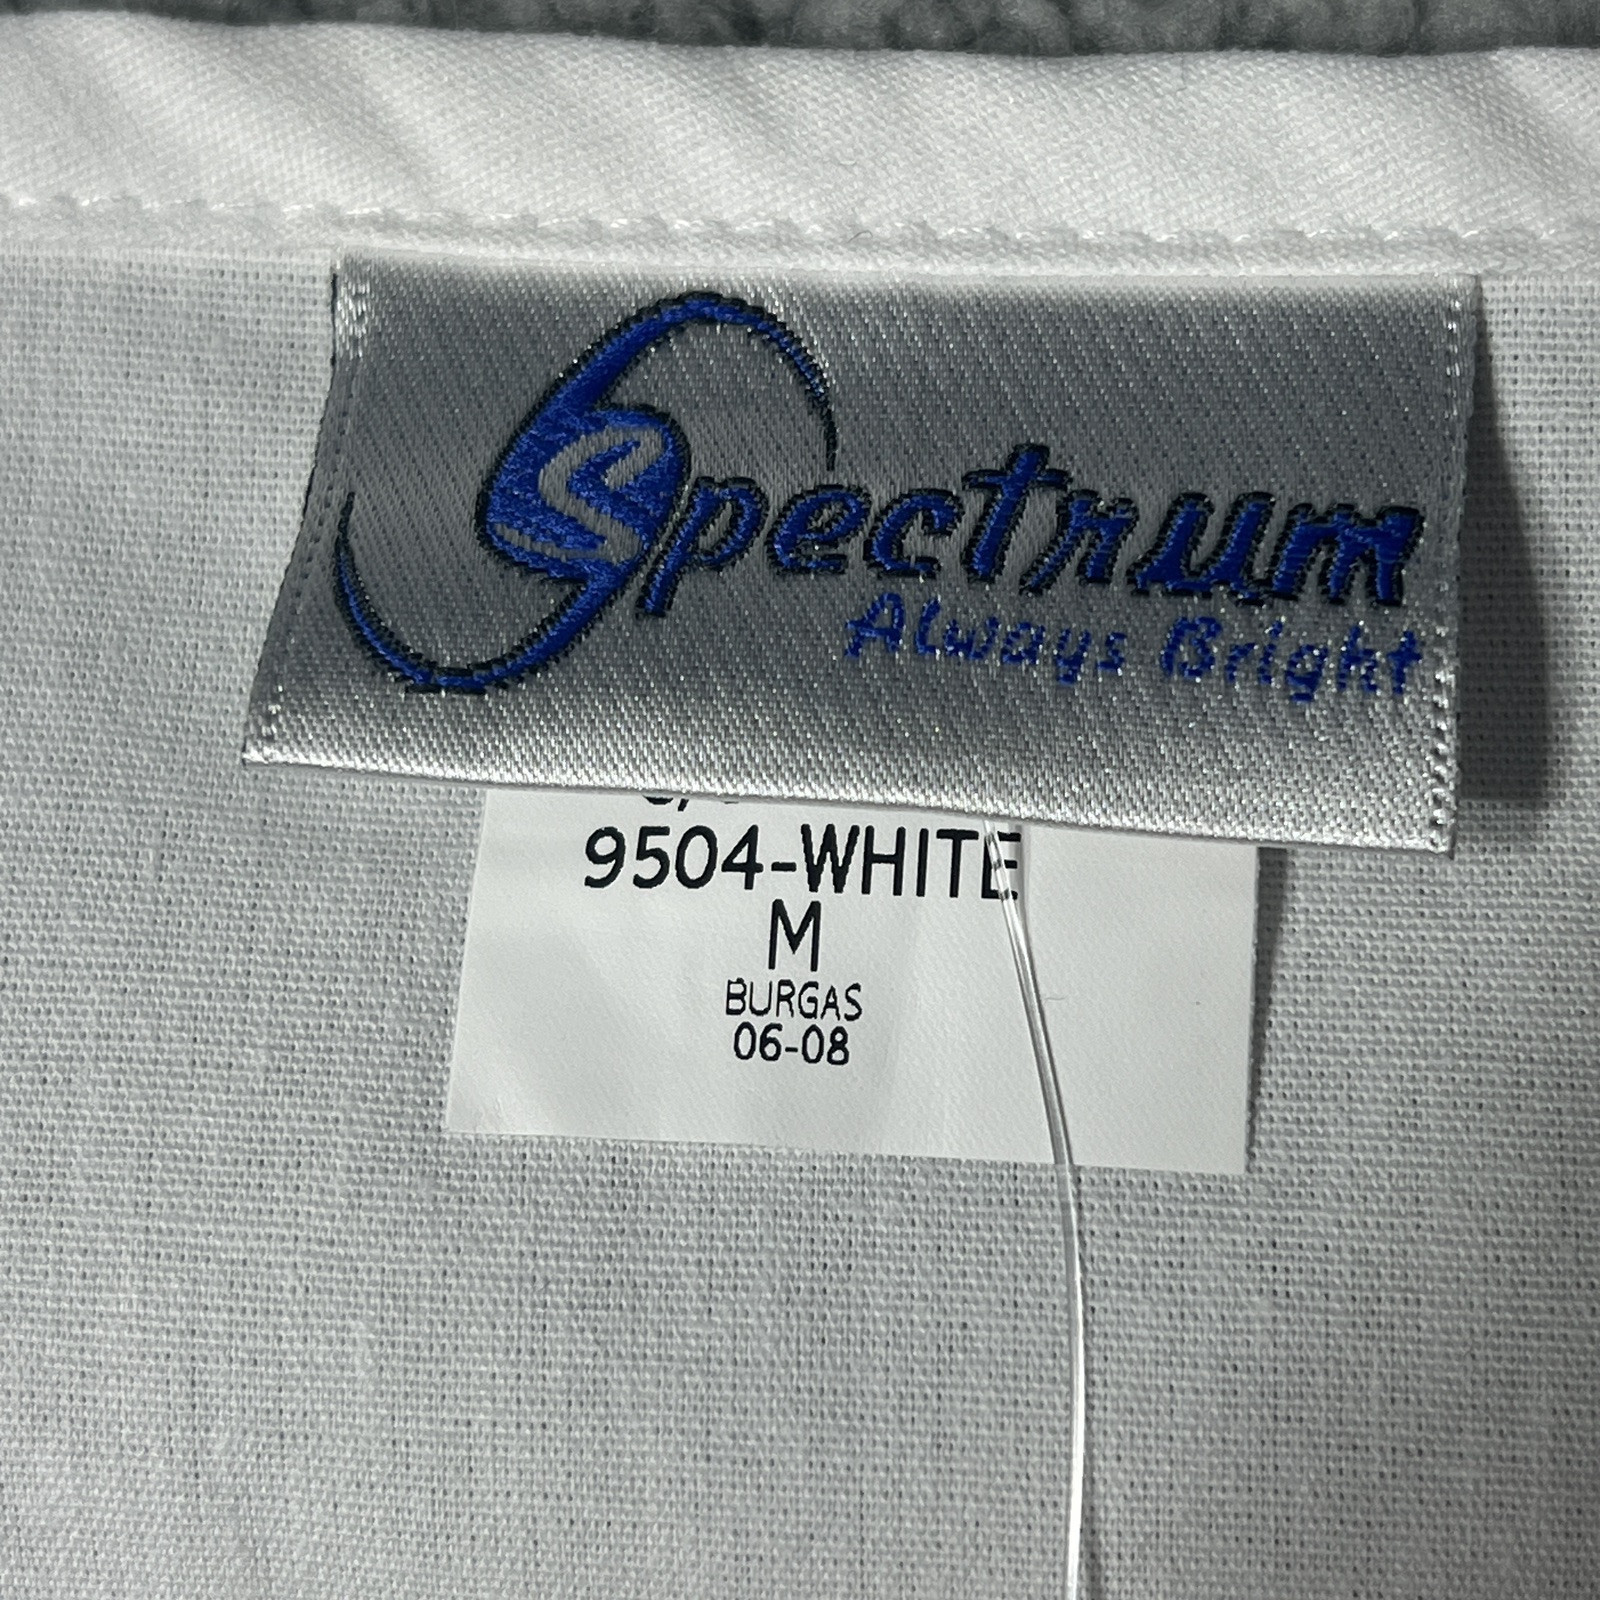 Spectrum
Always Bright
9504-WHITE
M
BURGAS
06-08